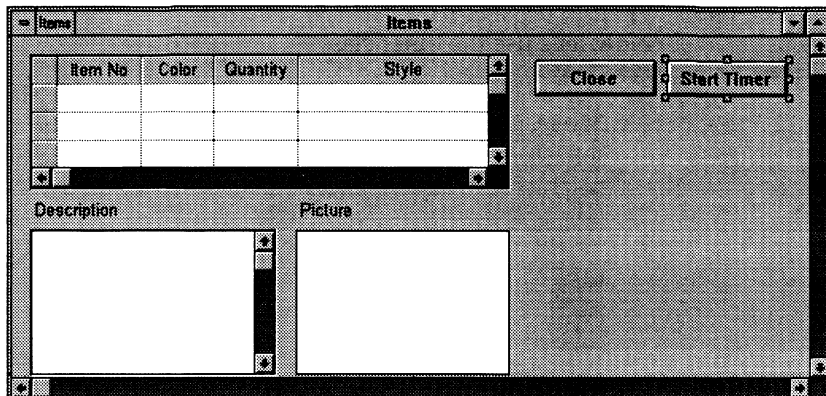 Items Items
Item No Color Quantity Style
Close Start Timer
Description Picture